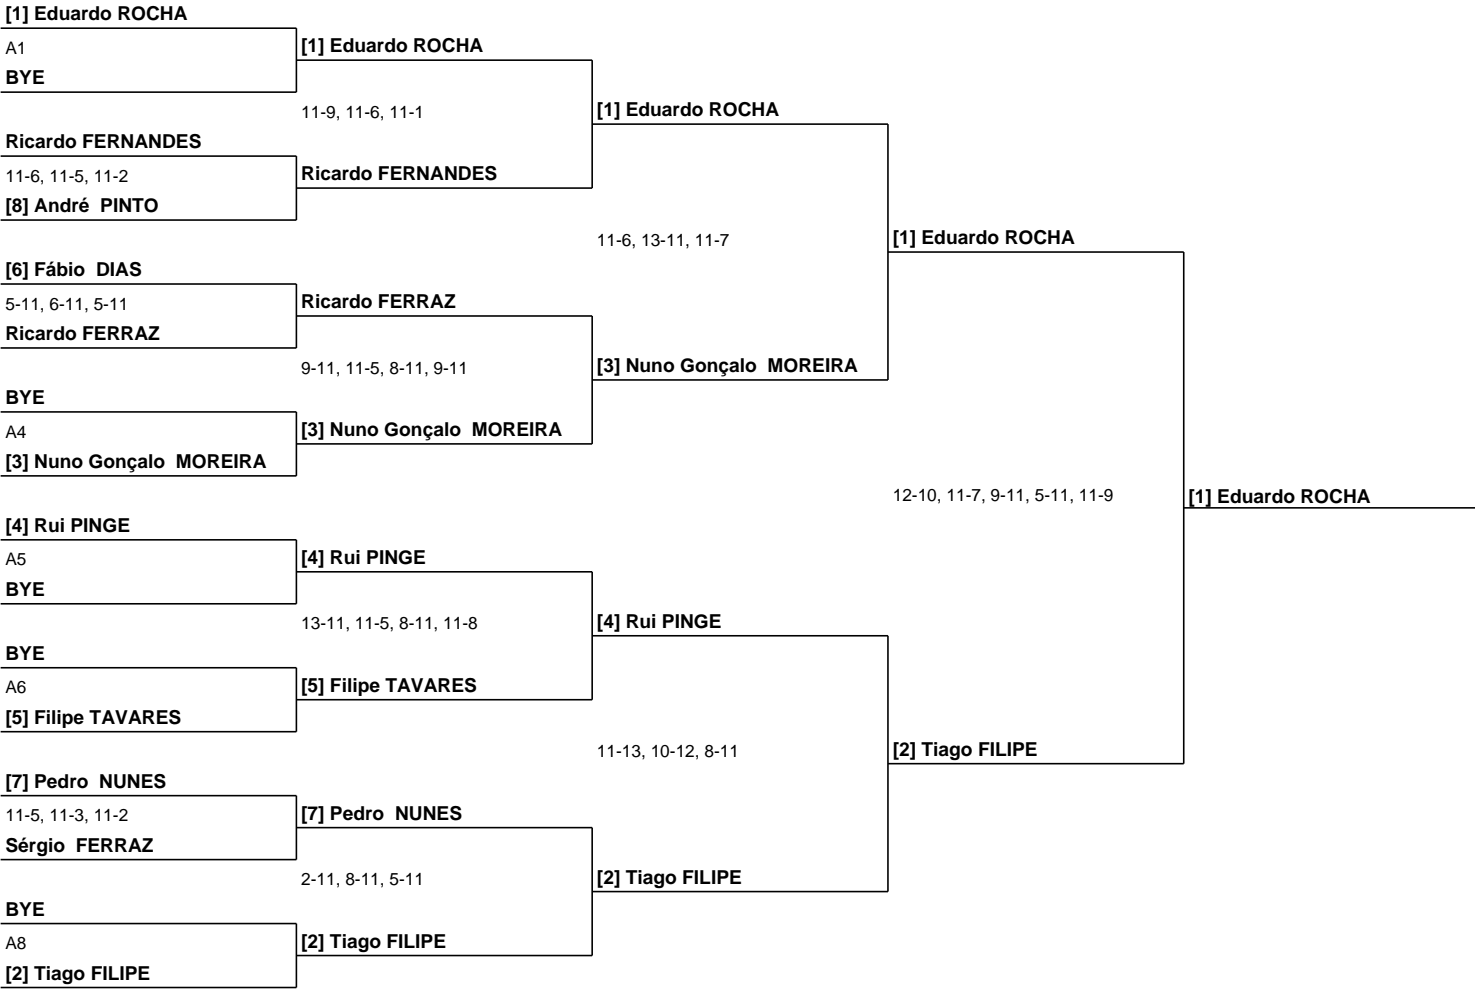 [1] Eduardo ROCHA
A1
BYE
Ricardo FERNANDES
11-6, 11-5, 11-2
[8] André PINTO
[6] Fábio DIAS
5-11, 6-11, 5-11
Ricardo FERRAZ
BYE
A4
[3] Nuno Gonçalo MOREIRA
[4] Rui PINGE
A5
BYE
BYE
A6
[5] Filipe TAVARES
[7] Pedro NUNES
11-5, 11-3, 11-2
Sérgio FERRAZ
BYE
A8
[2] Tiago FILIPE
[1] Eduardo ROCHA
11-9, 11-6, 11-1
Ricardo FERNANDES
Ricardo FERRAZ
9-11, 11-5, 8-11, 9-11
[3] Nuno Gonçalo MOREIRA
[4] Rui PINGE
13-11, 11-5, 8-11, 11-8
[5] Filipe TAVARES
[7] Pedro NUNES
2-11, 8-11, 5-11
[2] Tiago FILIPE
[1] Eduardo ROCHA
11-6, 13-11, 11-7
[3] Nuno Gonçalo MOREIRA
[4] Rui PINGE
11-13, 10-12, 8-11
[2] Tiago FILIPE
[1] Eduardo ROCHA
12-10, 11-7, 9-11, 5-11, 11-9
[2] Tiago FILIPE
[1] Eduardo ROCHA